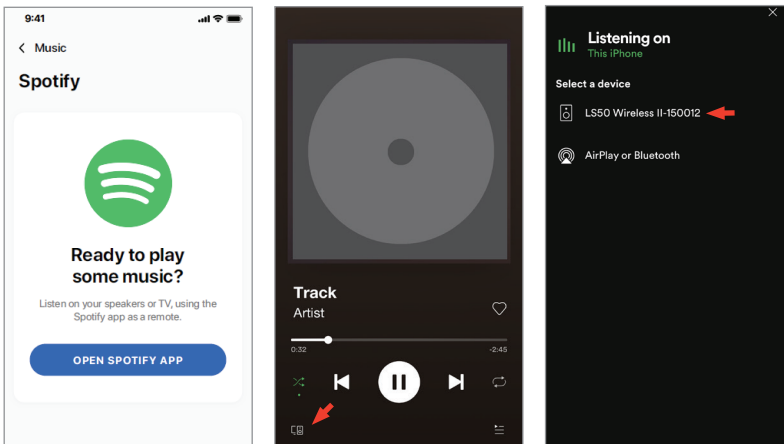 9:41
Music
Spotify
Ready to play
some music?
Listen on your speakers or TV, using the
Spotify app as a remote.
OPEN SPOTIFY APP
Track
Artist
0:32
-2:45
Listening on
This iPhone
Select a device
LS50 Wireless II-150012
AirPlay or Bluetooth